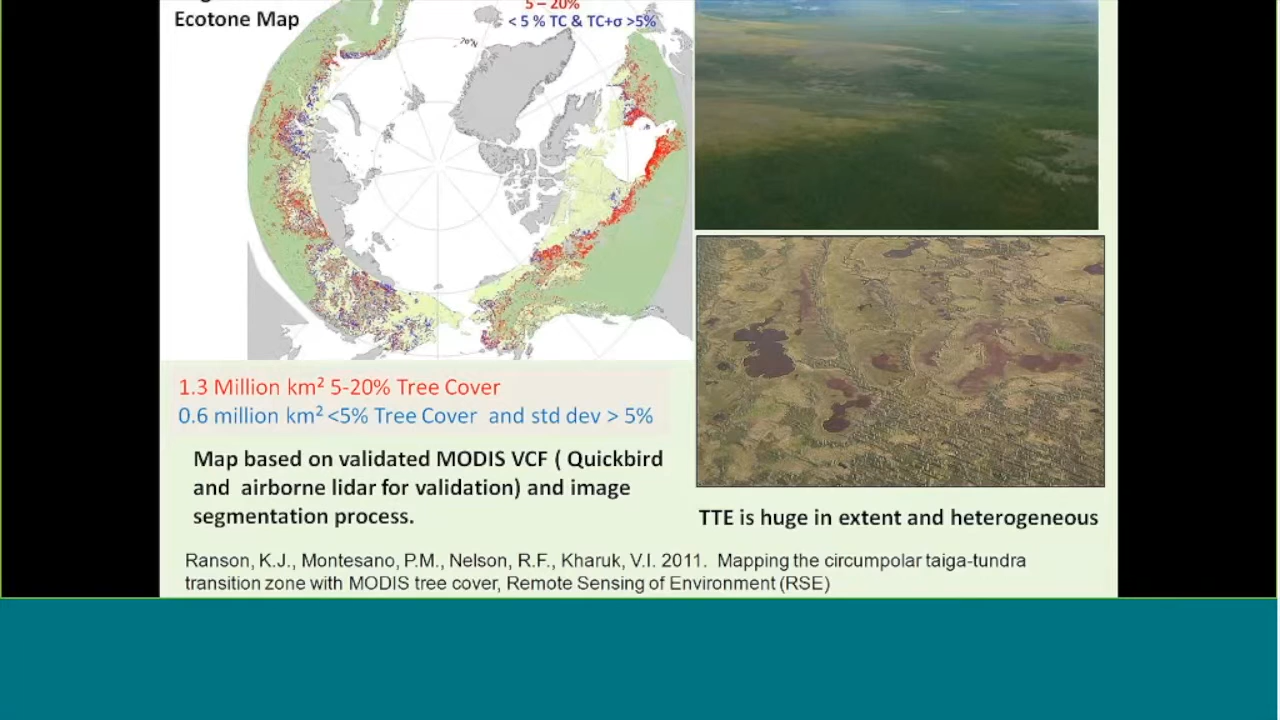 Ecotone Map
5 – 20%
< 5 % TC & TC+σ >5%
70°N
1.3 Million km² 5-20% Tree Cover
0.6 million km² <5% Tree Cover and std dev > 5%
Map based on validated MODIS VCF ( Quickbird
and airborne lidar for validation) and image
segmentation process.
TTE is huge in extent and heterogeneous
Ranson, K.J., Montesano, P.M., Nelson, R.F., Kharuk, V.I. 2011. Mapping the circumpolar taiga-tundra
transition zone with MODIS tree cover, Remote Sensing of Environment (RSE)